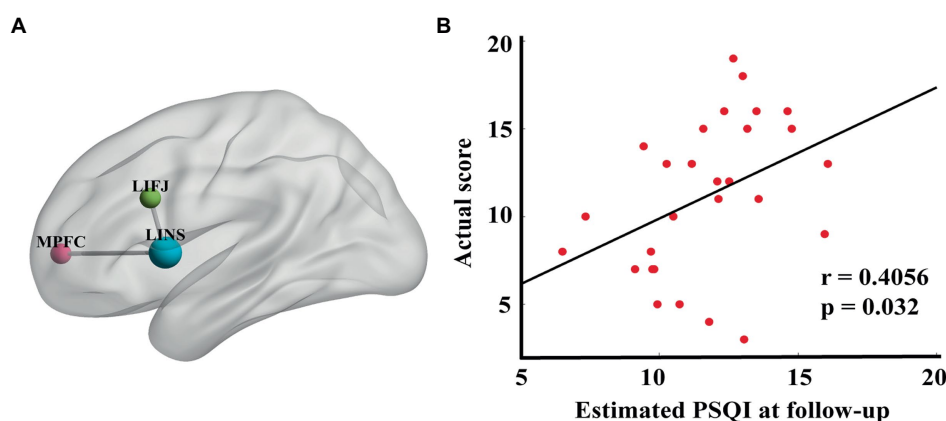 A
LIFJ
LINS
MPFC
B
20
15
10
5
Actual score
r = 0.4056
p = 0.032
5
10
15
20
Estimated PSQI at follow-up